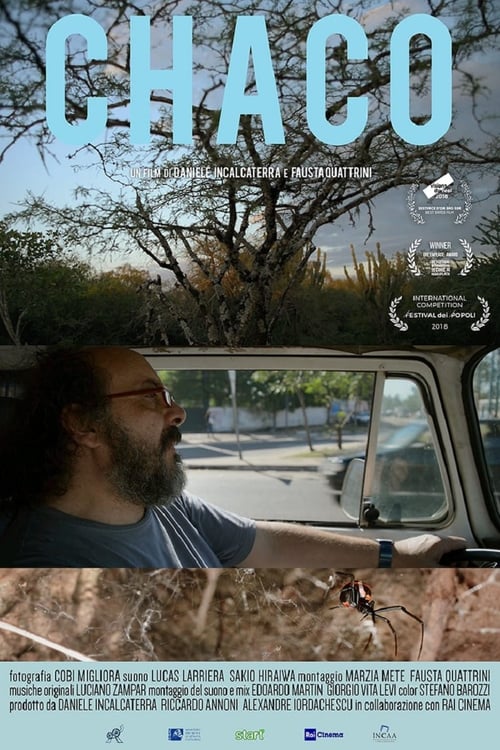 CHACO
UN FILM DI DANIELE INCALCATERRA E FAUSTA QUATTRINI
2018
WINNER
INTERNATIONAL
COMPETITION
FESTIVAL dei POPOLI
2018
fotografia COBI MIGLIORA suono LUCAS LARRIERA SAKIO HIRAIWA montaggio MARZIA METE FAUSTA QUATTRINI
musiche originali LUCIANO ZAMPAR montaggio del suono e mix EDOARDO MARTIN GIORGIO VITA LEVI color STEFANO BAROZZI
prodotto da DANIELE INCALCATERRA RICCARDO ANNONI ALEXANDRE IORDACHESCU in collaborazione con RAI CINEMA
start
Rai Cinema
INCAA